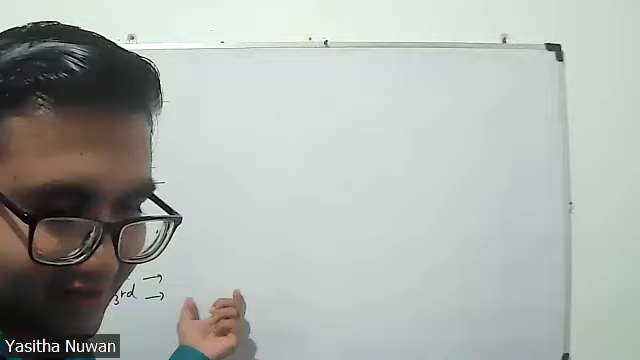 →
3rd →
Yasitha Nuwan